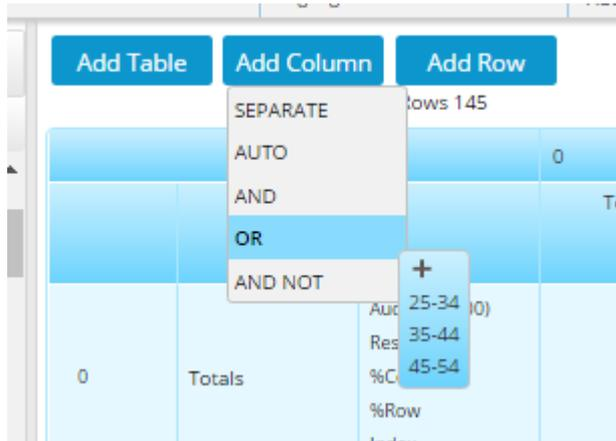 Add Table Add Column Add Row
Rows 145
SEPARATE
AUTO
0
AND
OR
AND NOT
+
25-34
35-44
45-54
00)
0 Totals
%Row